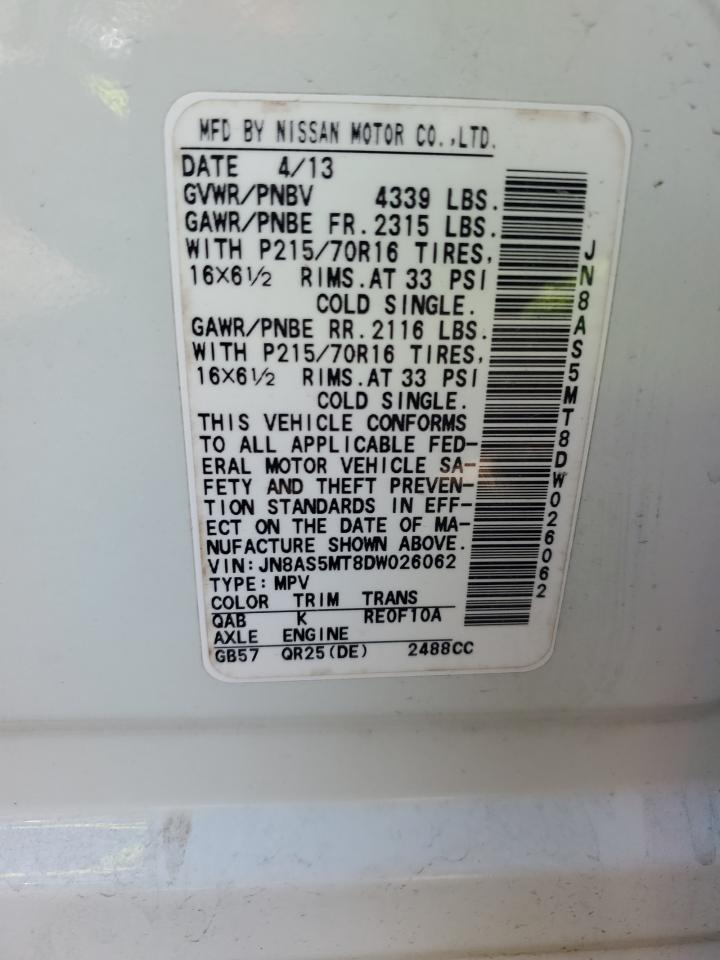 MFD BY NISSAN MOTOR CO.,LTD.
DATE 4/13
GVWR/PNBV 4339 LBS.
GAWR/PNBE FR.2315 LBS.
WITH P215/70R16 TIRES,
16X6½ RIMS.AT 33 PSI
COLD SINGLE.
GAWR/PNBE RR.2116 LBS.
WITH P215/70R16 TIRES,
16X6½ RIMS.AT 33 PSI
COLD SINGLE.
THIS VEHICLE CONFORMS
TO ALL APPLICABLE FED-
ERAL MOTOR VEHICLE SA-
FETY AND THEFT PREVEN-
TION STANDARDS IN EFF-
ECT ON THE DATE OF MA-
NUFACTURE SHOWN ABOVE.
VIN:JN8AS5MT8DW026062
TYPE:MPV
COLOR TRIM TRANS
QAB K RE0F10A
AXLE ENGINE
GB57 QR25(DE) 2488CC
JN8AS5MT8DW026062